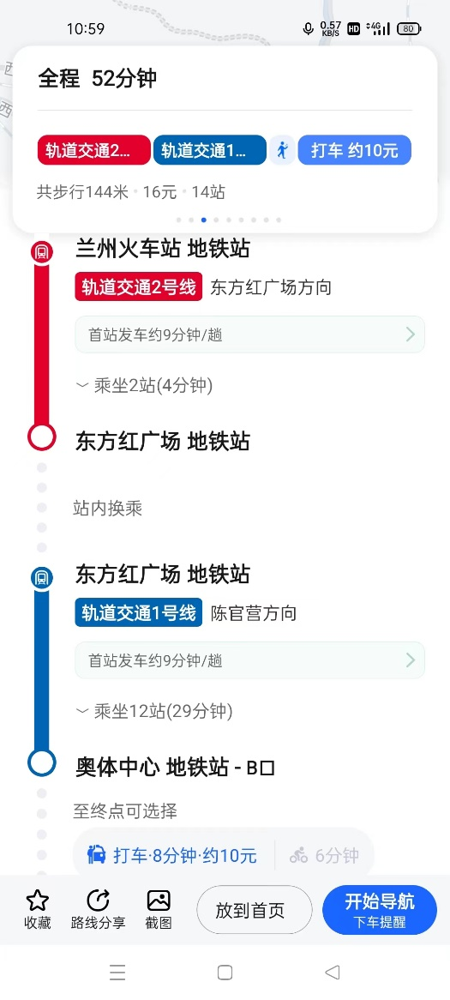 10:59
0.57
KB/S
HD
4G
80
西
西
全程 52分钟
轨道交通2...
轨道交通1...
打车 约10元
共步行144米 · 16元 · 14站
兰州火车站 地铁站
轨道交通2号线 东方红广场方向
首站发车约9分钟/趟
乘坐2站(4分钟)
东方红广场 地铁站
站内换乘
东方红广场 地铁站
轨道交通1号线 陈官营方向
首站发车约9分钟/趟
乘坐12站(29分钟)
奥体中心 地铁站 - B口
至终点可选择
打车·8分钟·约10元
6分钟
收藏
路线分享
截图
放到首页
开始导航
下车提醒